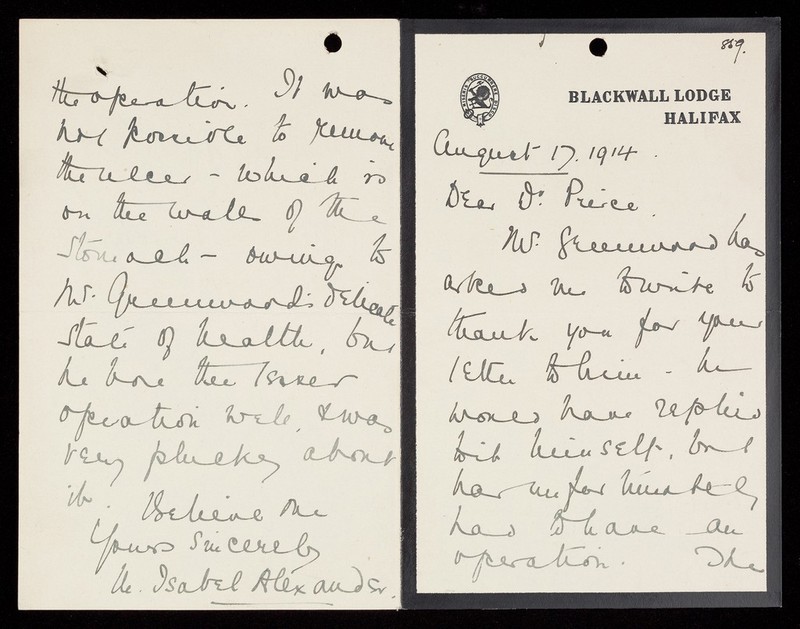 859.
BLACKWALL LODGE
HALIFAX
August 17. 1914.
Dear Dr. Peirce.
Mr. Greenwood has
asked me to write to
thank you for your
letter to him - he
would have replied
to it himself, but
has unfortunately
had to have an
operation. The
the operation. It was
not possible to remove
the ulcer - which is
on the walls of the
stomach - owing to
Mr. Greenwood's delicate
state of health, but
he bore the lesser
operation well, & was
very plucky about
it. Believe me
Yours Sincerely
M. Isabel Alexander.